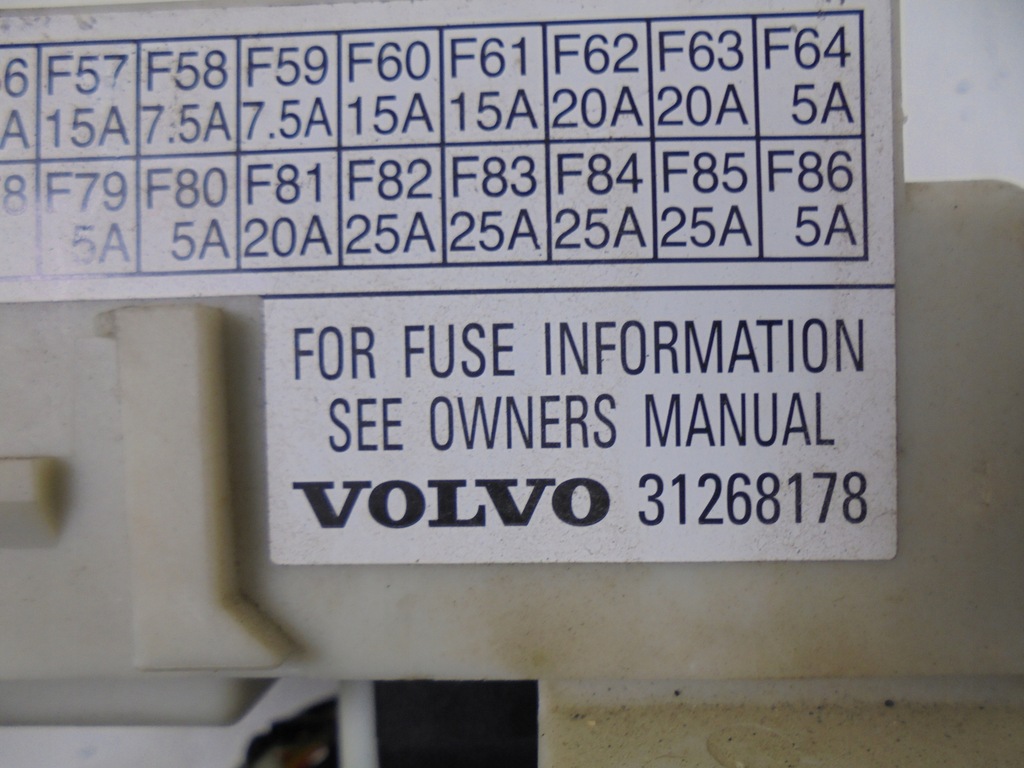 6 F57 F58 F59 F60 F61 F62 F63 F64
A 15A 7.5A 7.5A 15A 15A 20A 20A 5A
8 F79 F80 F81 F82 F83 F84 F85 F86
5A 5A 20A 25A 25A 25A 25A 5A
FOR FUSE INFORMATION
SEE OWNERS MANUAL
VOLVO 31268178